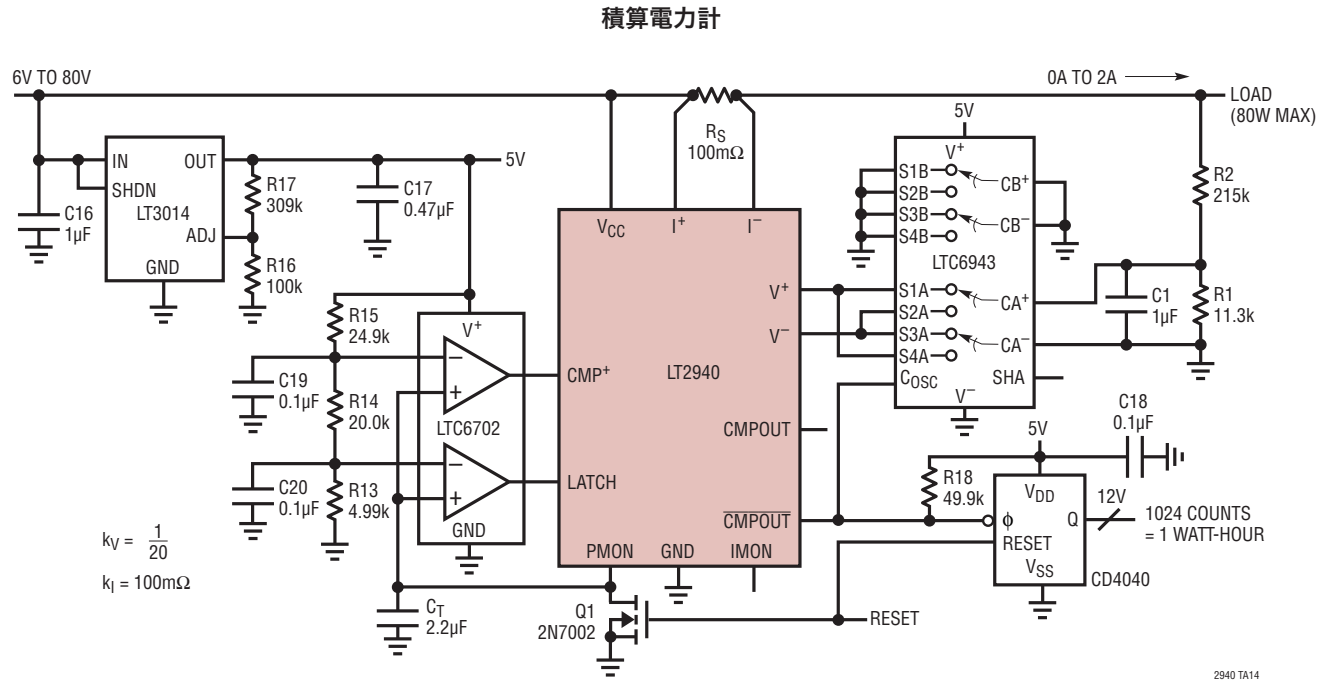 積算電力計
6V TO 80V
0A TO 2A
LOAD
(80W MAX)
RS
100mΩ
5V
IN
OUT
SHDN
LT3014
ADJ
GND
C16
1µF
R17
309k
R16
100k
C17
0.47µF
5V
VCC
I+
I−
V+
V−
LT2940
CMP+
LATCH
CMPOUT
CMPOUT
PMON
GND
IMON
V+
S1B
S2B
S3B
S4B
CB+
CB−
LTC6943
S1A
S2A
S3A
S4A
CA+
CA−
COSC
SHA
V−
R2
215k
C1
1µF
R1
11.3k
R15
24.9k
C19
0.1µF
R14
20.0k
C20
0.1µF
R13
4.99k
V+
−
+
LTC6702
−
+
GND
kV = 1
20
kI = 100mΩ
CT
2.2µF
Q1
2N7002
RESET
5V
C18
0.1µF
R18
49.9k
VDD
ϕ
Q
RESET
VSS
CD4040
12V
1024 COUNTS
= 1 WATT-HOUR
2940 TA14